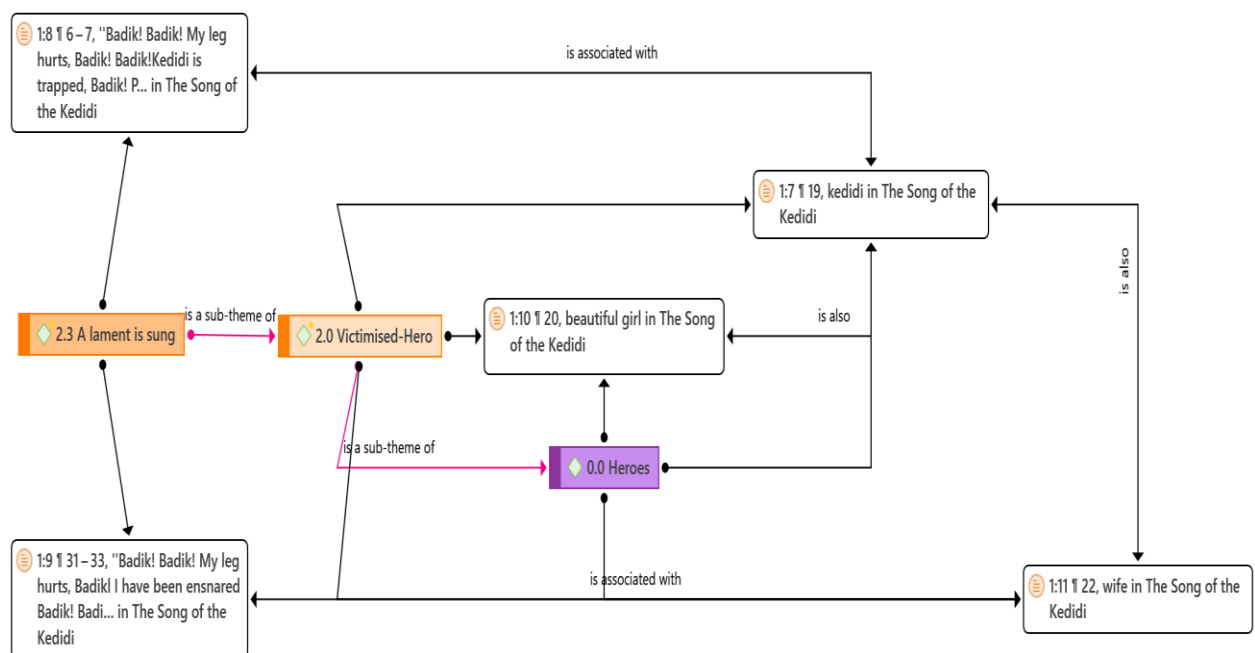 1:8 ¶ 6 – 7, "Badik! Badik! My leg
hurts, Badik! Badik!Kedidi is
trapped, Badik! P... in The Song of
the Kedidi
is associated with
1:7 ¶ 19, kedidi in The Song of the
Kedidi
is also
2.3 A lament is sung
is a sub-theme of
2.0 Victimised-Hero
1:10 ¶ 20, beautiful girl in The Song
of the Kedidi
is also
is a sub-theme of
0.0 Heroes
1:9 ¶ 31 – 33, "Badik! Badik! My leg
hurts, Badikl I have been ensnared
Badik! Badi... in The Song of the
Kedidi
is associated with
1:11 ¶ 22, wife in The Song of the
Kedidi